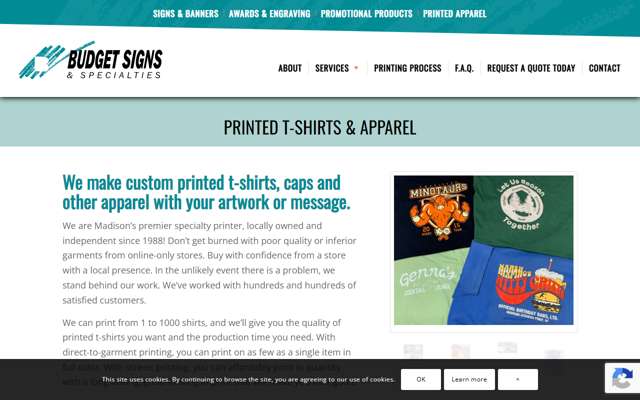 SIGNS & BANNERS
AWARDS & ENGRAVING
PROMOTIONAL PRODUCTS
PRINTED APPAREL
BUDGET SIGNS
& SPECIALTIES
ABOUT
SERVICES
PRINTING PROCESS
F.A.Q.
REQUEST A QUOTE TODAY
CONTACT
PRINTED T-SHIRTS & APPAREL
We make custom printed t-shirts, caps and
other apparel with your artwork or message.
We are Madison's premier specialty printer, locally owned and
independent since 1988! Don't get burned with poor quality or inferior
garments from online-only stores. Buy with confidence from a store
with a local presence. In the unlikely event there is a problem, we
stand behind our work. We've worked with hundreds and hundreds of
satisfied customers.
We can print from 1 to 1000 shirts, and we'll give you the quality of
printed t-shirts you want and the production time you need. With
direct-to-garment printing, you can print on as few as a single item in
MINOTAURS
Let Us Reason
Together
Genna's
This site uses cookies. By continuing to browse the site, you are agreeing to our use of cookies.
OK
Learn more
×